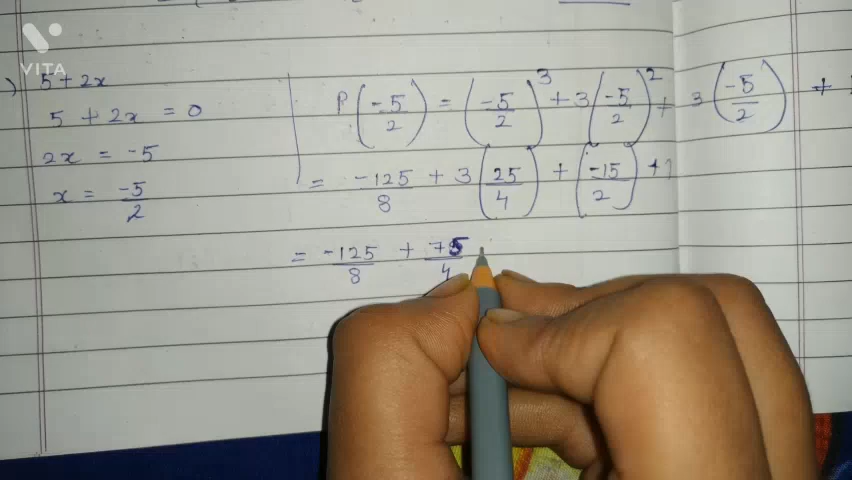 VITA
) 5 + 2x
5 + 2x = 0
2x = -5
x = -5/2
P(-5/2) = (-5/2)^3 + 3(-5/2)^2 + 3(-5/2) +
= -125/8 + 3(25/4) + (-15/2) + 1
= -125/8 + 75/4